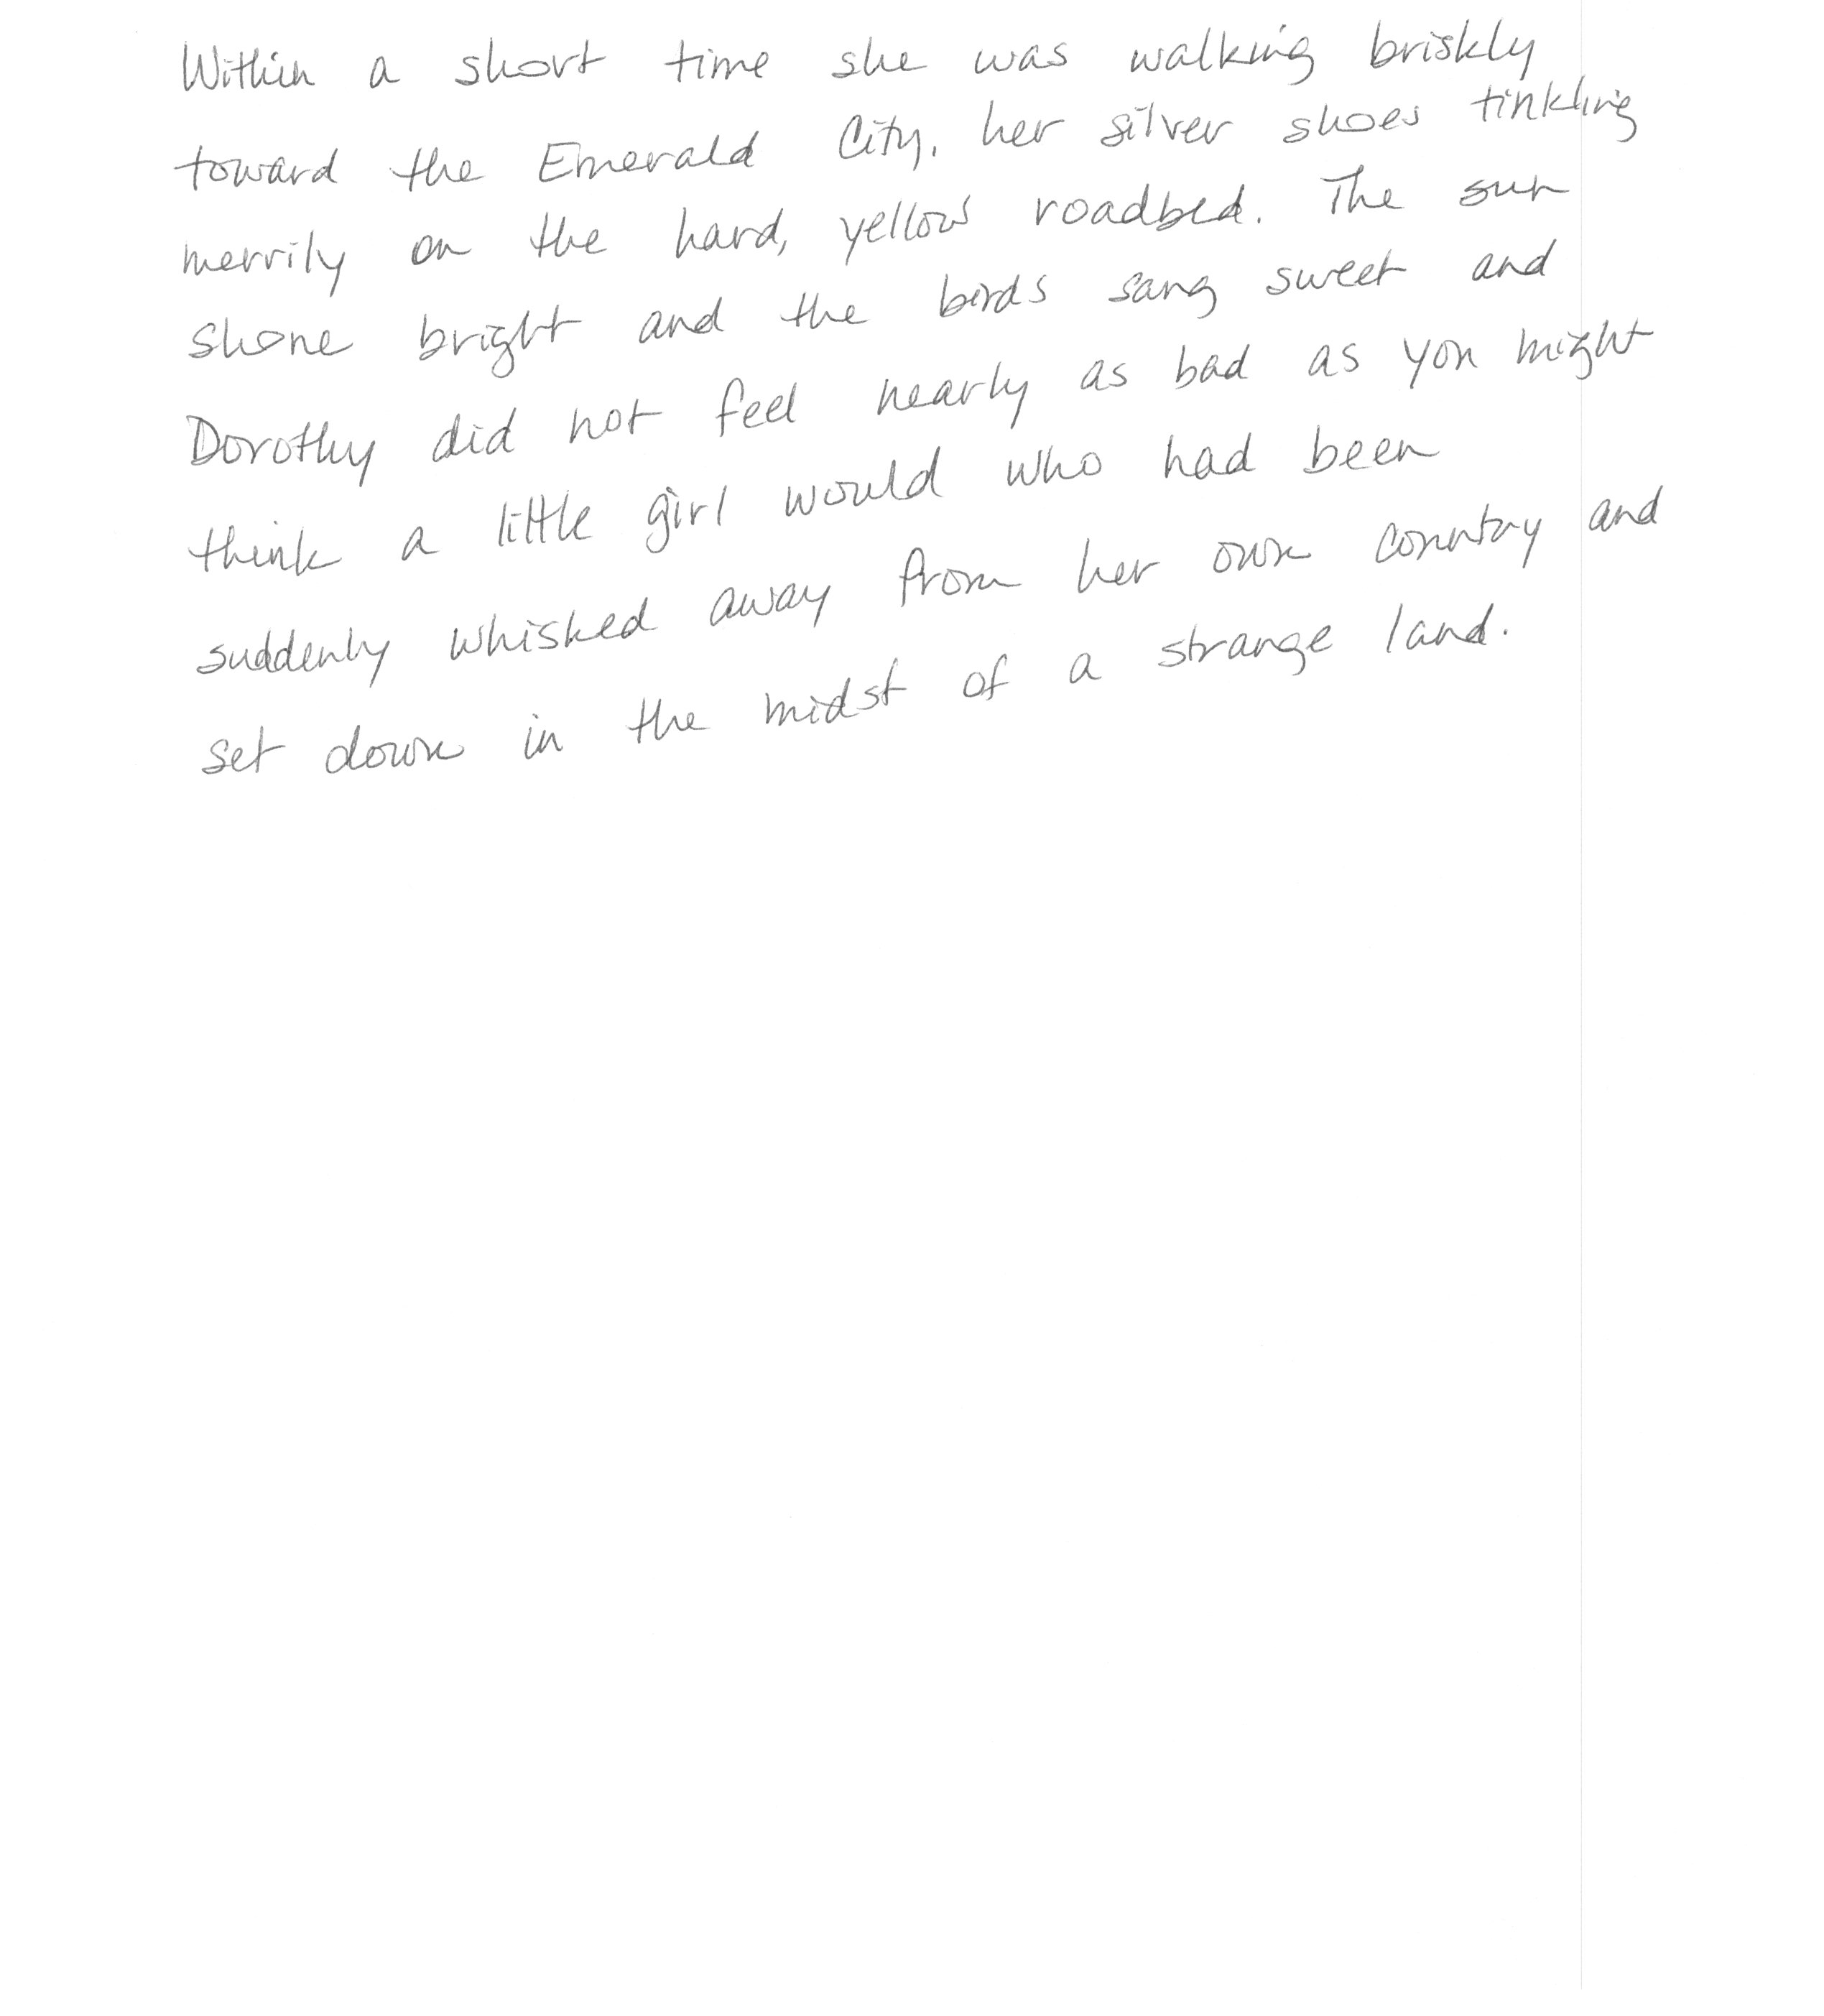 Within a short time she was walking briskly
toward the Emerald City, her silver shoes tinkling
merrily on the hard, yellow roadbed. The sun
shone bright and the birds sang sweet and
Dorothy did not feel nearly as bad as you might
think a little girl would who had been
suddenly whisked away from her own country and
set down in the midst of a strange land.